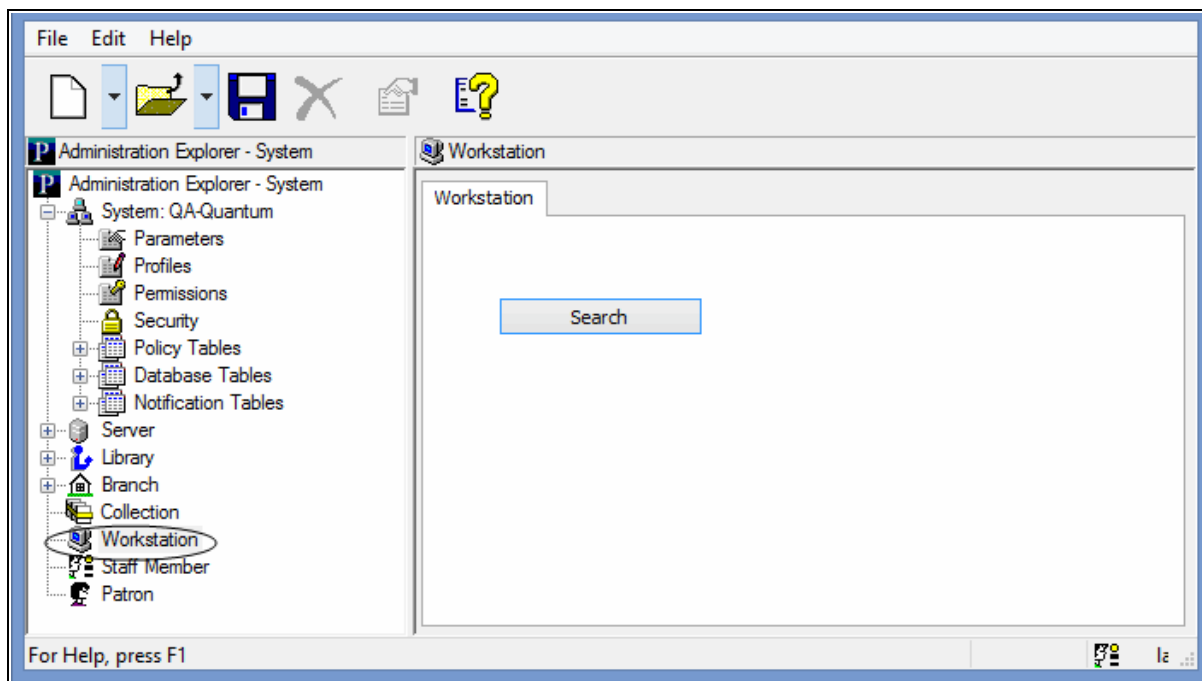 File Edit Help
Administration Explorer - System
Workstation
Administration Explorer - System
System: QA-Quantum
Parameters
Profiles
Permissions
Security
Policy Tables
Database Tables
Notification Tables
Server
Library
Branch
Collection
Workstation
Staff Member
Patron
Workstation
Search
For Help, press F1